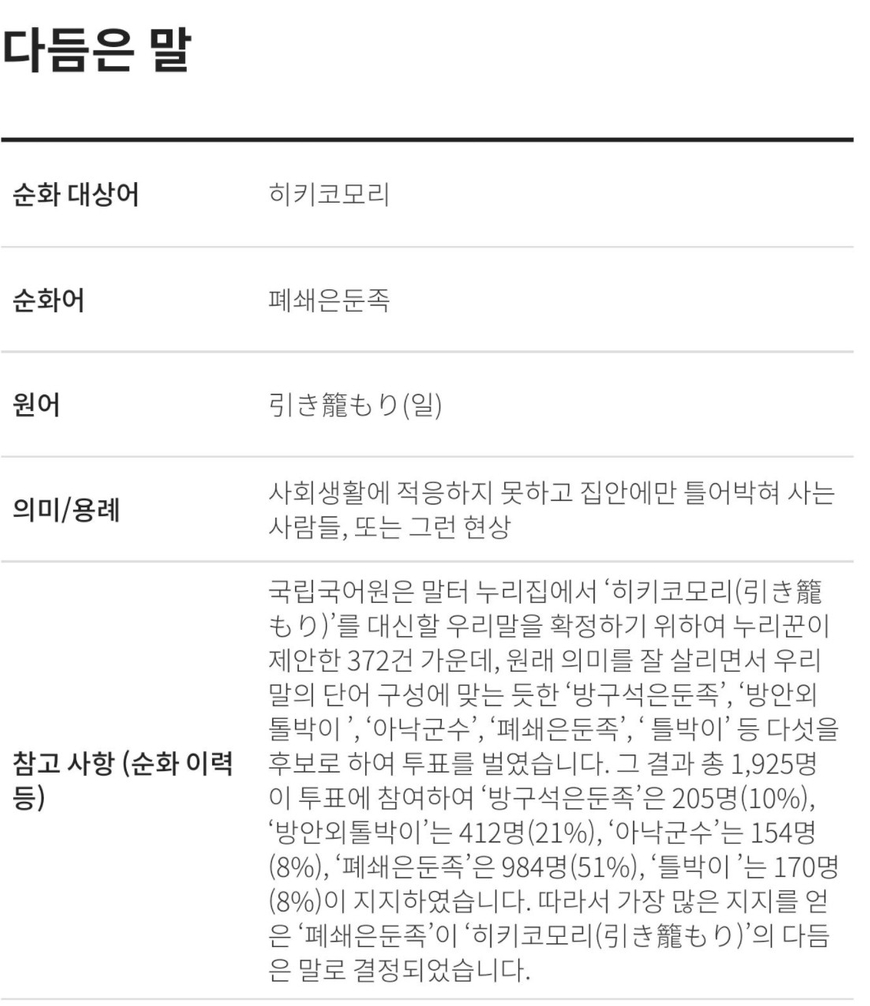 다듬은 말
순화 대상어
히키코모리
순화어
폐쇄은둔족
원어
引き籠もり(일)
의미/용례
사회생활에 적응하지 못하고 집안에만 틀어박혀 사는
사람들, 또는 그런 현상
참고 사항 (순화 이력
등)
국립국어원은 말터 누리집에서 ‘히키코모리(引き籠
もり)’를 대신할 우리말을 확정하기 위하여 누리꾼이
제안한 372건 가운데, 원래 의미를 잘 살리면서 우리
말의 단어 구성에 맞는 듯한 ‘방구석은둔족’, ‘방안외
톨박이 ’, ‘아낙군수’, ‘폐쇄은둔족’, ‘ 틀박이’ 등 다섯을
후보로 하여 투표를 벌였습니다. 그 결과 총 1,925명
이 투표에 참여하여 ‘방구석은둔족’은 205명(10%),
‘방안외톨박이’는 412명(21%), ‘아낙군수’는 154명
(8%), ‘폐쇄은둔족’은 984명(51%), ‘틀박이 ’는 170명
(8%)이 지지하였습니다. 따라서 가장 많은 지지를 얻
은 ‘폐쇄은둔족’이 ‘히키코모리(引き籠もり)’의 다듬
은 말로 결정되었습니다.